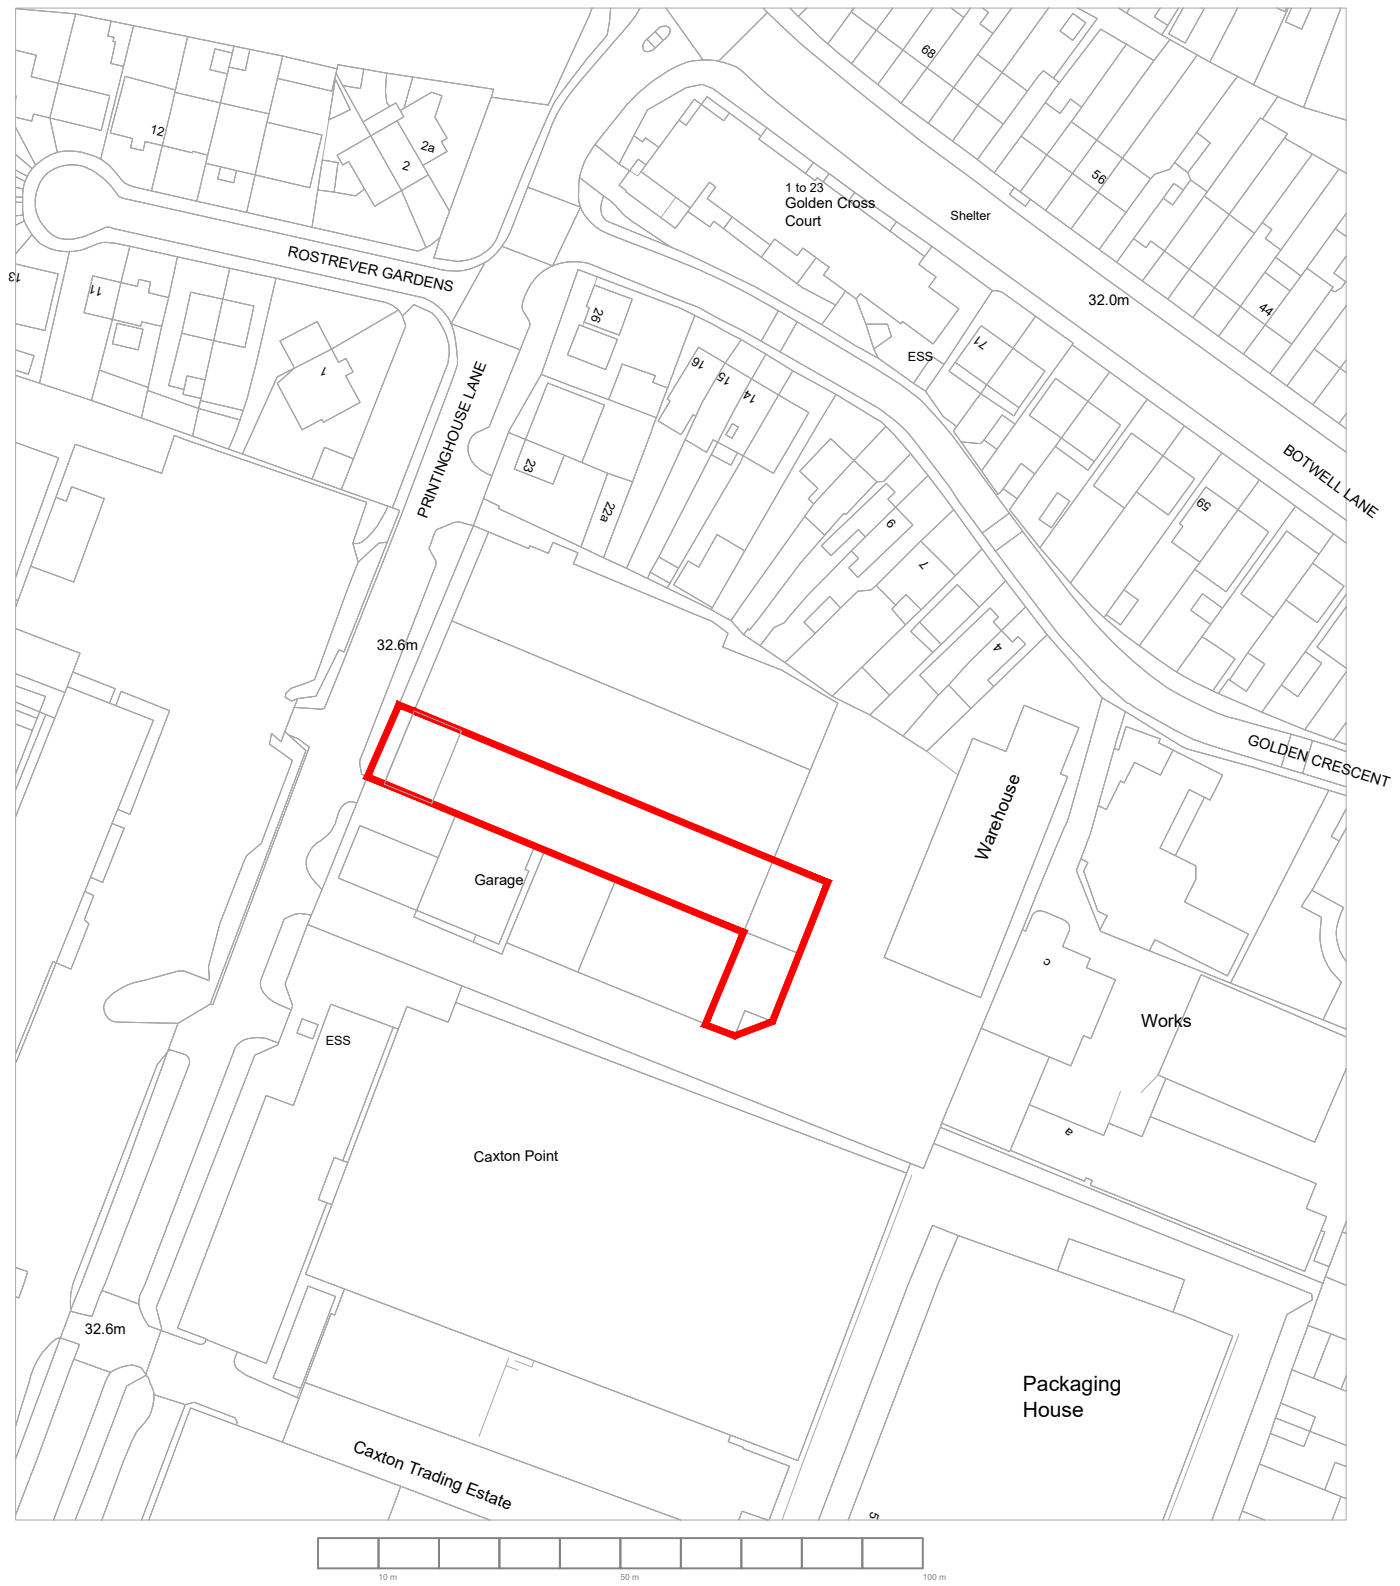 68
12
2a
2
56
1 to 23
Golden Cross
Court
Shelter
ROSTREVER GARDENS
13
11
32.0m
44
26
71
ESS
1
16
15
14
PRINTINGHOUSE LANE
BOTWELL LANE
23
59
22a
9
7
32.6m
4
GOLDEN CRESCENT
Warehouse
Garage
c
Works
ESS
a
Caxton Point
32.6m
Packaging
House
Caxton Trading Estate
5
10 m
50 m
100 m